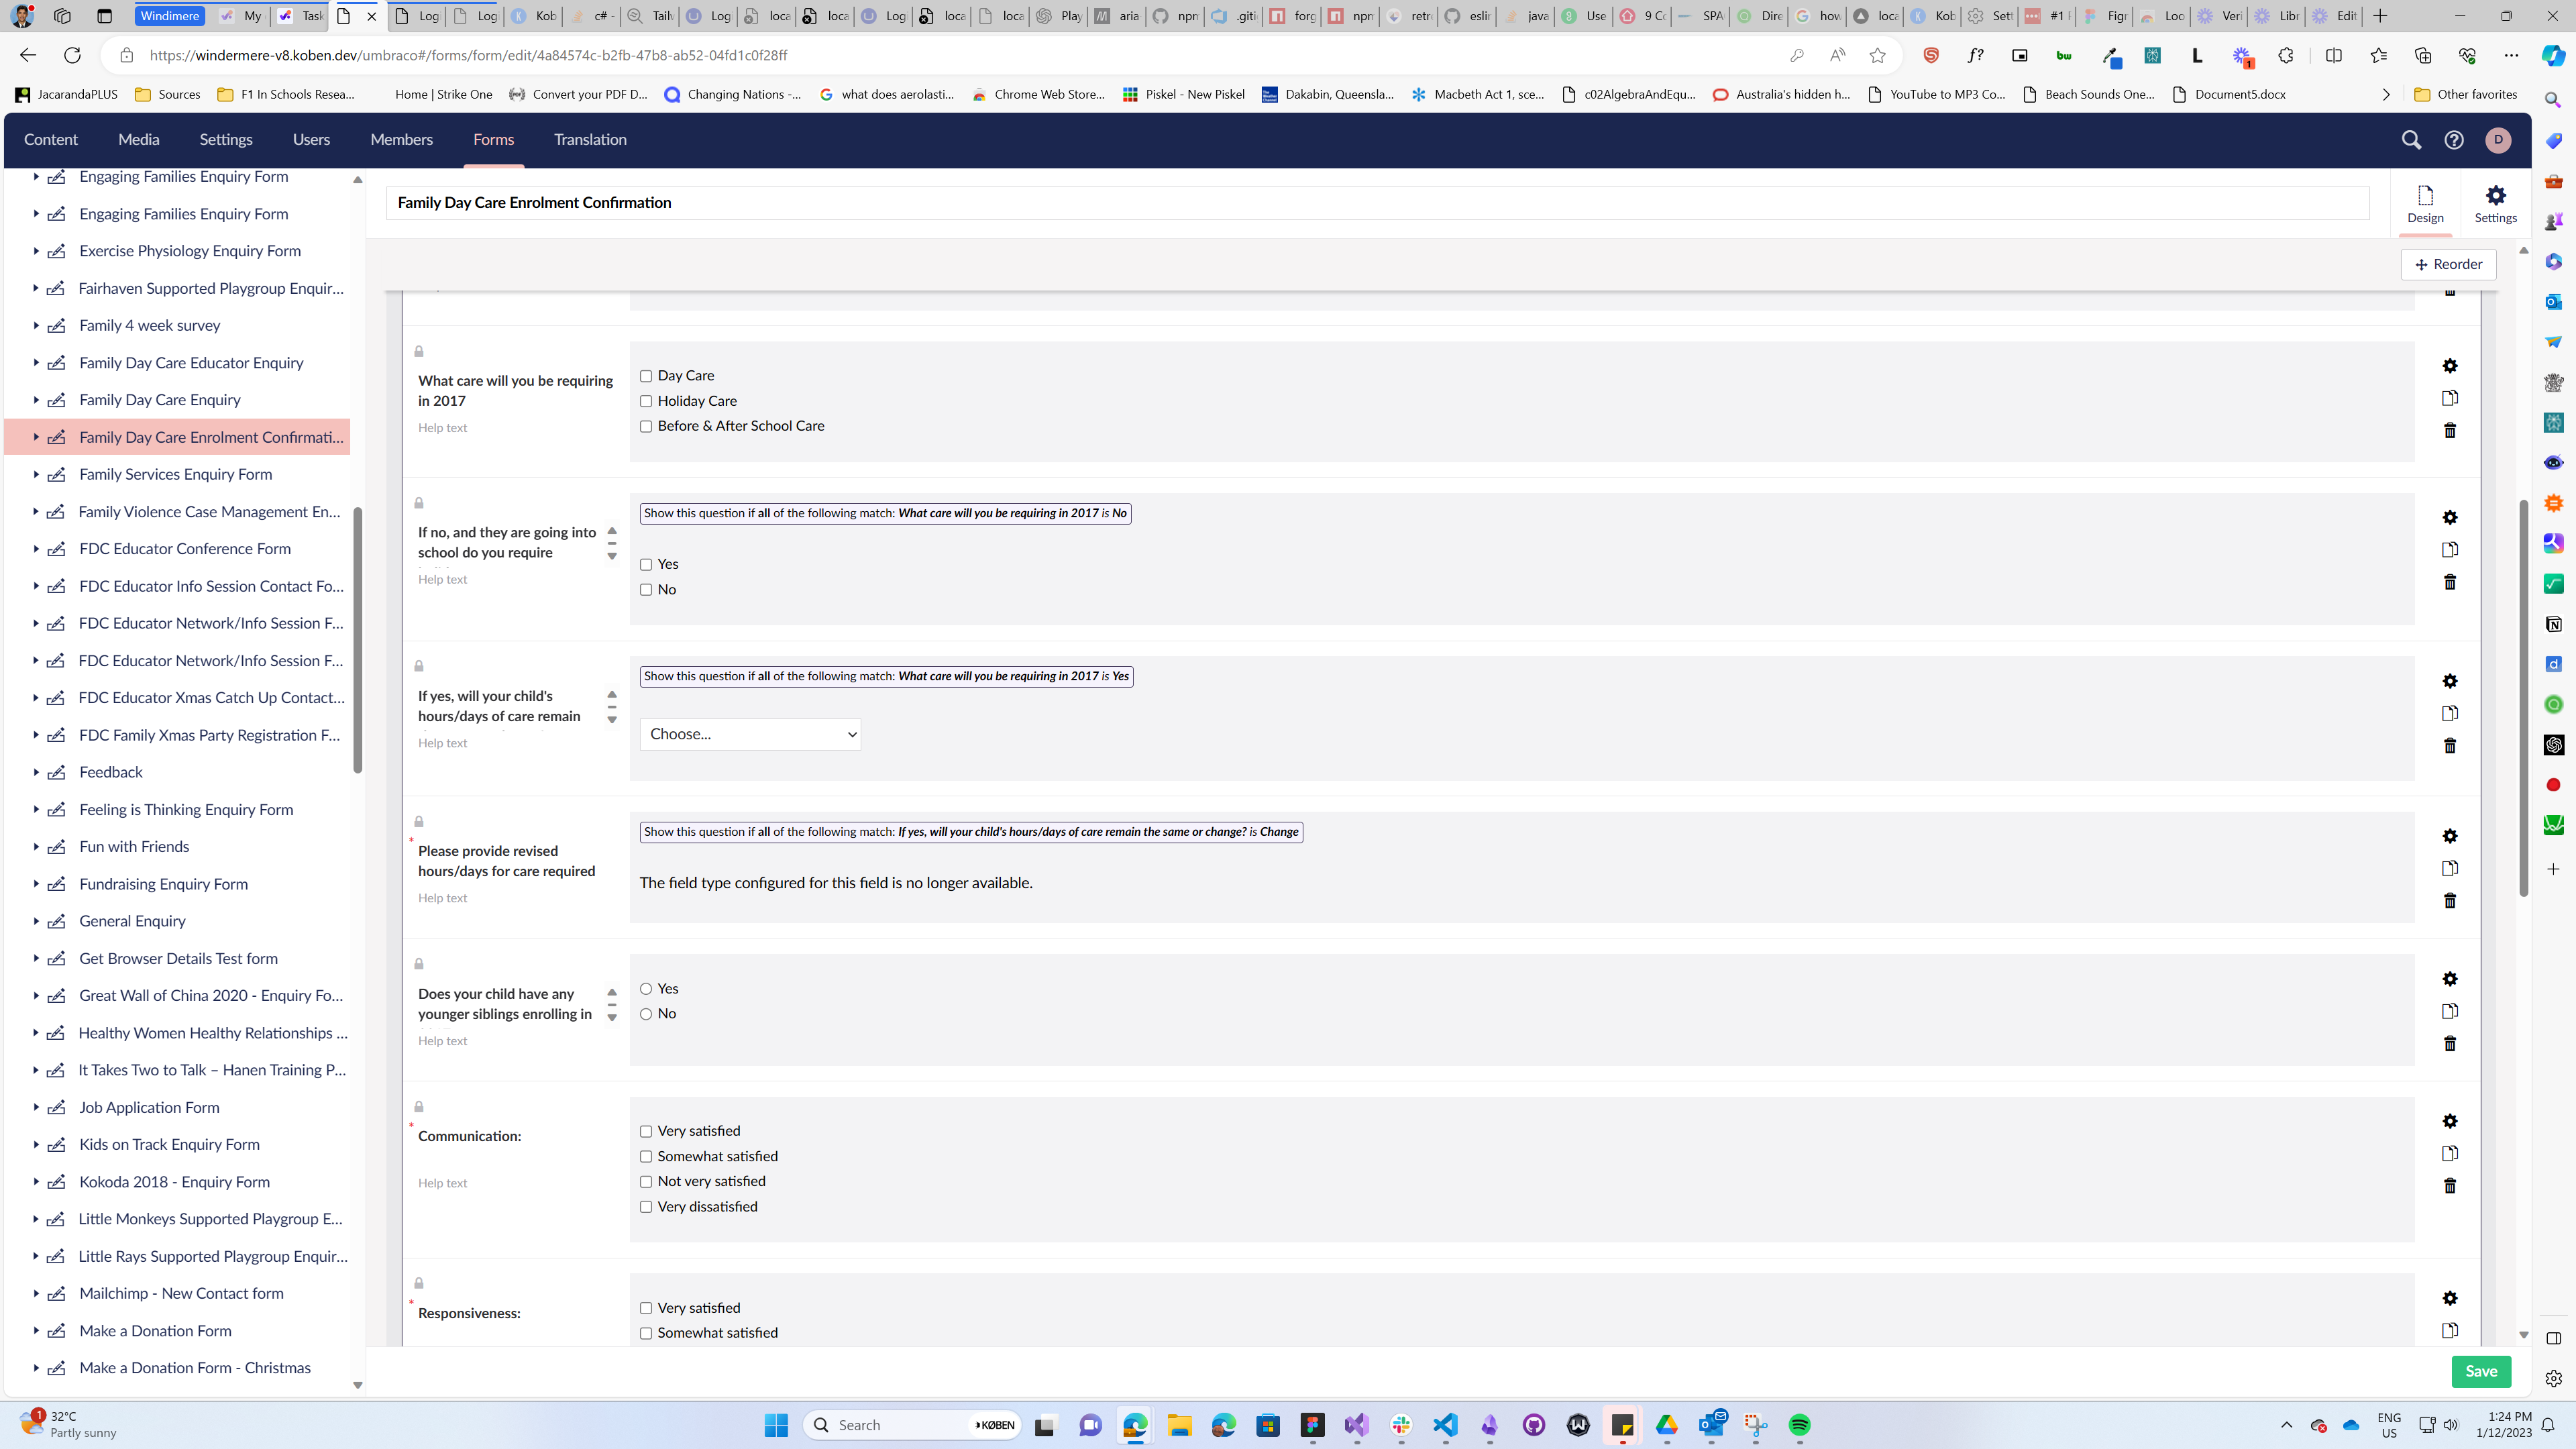 Windimere
My
Task
Log
Log
Kob
c# -
Tailv
Log
loca
loca
Log
loca
loca
Play
aria
npm
.giti
forg
npm
retr
eslir
java
Use
9 Cc
SPA
Dire
how
loca
Kob
Sett
#1 F
Figr
Loo
Veri
Libr
Edit
https://windermere-v8.koben.dev/umbraco#/forms/form/edit/4a84574c-b2fb-47b8-ab52-04fd1c0f28ff
JacarandaPLUS
Sources
F1 In Schools Resea...
Home | Strike One
Convert your PDF D...
Changing Nations -...
what does aerolasti...
Chrome Web Store...
Piskel - New Piskel
Dakabin, Queensla...
Macbeth Act 1, sce...
c02AlgebraAndEqu...
Australia's hidden h...
YouTube to MP3 Co...
Beach Sounds One...
Document5.docx
Other favorites
Content
Media
Settings
Users
Members
Forms
Translation
D
Engaging Families Enquiry Form
Engaging Families Enquiry Form
Exercise Physiology Enquiry Form
Fairhaven Supported Playgroup Enquir...
Family 4 week survey
Family Day Care Educator Enquiry
Family Day Care Enquiry
Family Day Care Enrolment Confirmati...
Family Services Enquiry Form
Family Violence Case Management En...
FDC Educator Conference Form
FDC Educator Info Session Contact Fo...
FDC Educator Network/Info Session F...
FDC Educator Network/Info Session F...
FDC Educator Xmas Catch Up Contact...
FDC Family Xmas Party Registration F...
Feedback
Feeling is Thinking Enquiry Form
Fun with Friends
Fundraising Enquiry Form
General Enquiry
Get Browser Details Test form
Great Wall of China 2020 - Enquiry Fo...
Healthy Women Healthy Relationships ...
It Takes Two to Talk – Hanen Training P...
Job Application Form
Kids on Track Enquiry Form
Kokoda 2018 - Enquiry Form
Little Monkeys Supported Playgroup E...
Little Rays Supported Playgroup Enquir...
Mailchimp - New Contact form
Make a Donation Form
Make a Donation Form - Christmas
Family Day Care Enrolment Confirmation
Design
Settings
Reorder
What care will you be requiring
in 2017
Help text
Day Care
Holiday Care
Before & After School Care
If no, and they are going into
school do you require
Help text
Show this question if all of the following match: What care will you be requiring in 2017 is No
Yes
No
If yes, will your child's
hours/days of care remain
Help text
Show this question if all of the following match: What care will you be requiring in 2017 is Yes
Choose...
* Please provide revised
hours/days for care required
Help text
Show this question if all of the following match: If yes, will your child's hours/days of care remain the same or change? is Change
The field type configured for this field is no longer available.
Does your child have any
younger siblings enrolling in
Help text
Yes
No
* Communication:
Help text
Very satisfied
Somewhat satisfied
Not very satisfied
Very dissatisfied
* Responsiveness:
Very satisfied
Somewhat satisfied
Save
1
32°C
Partly sunny
Search
KØBEN
ENG
US
1:24 PM
1/12/2023